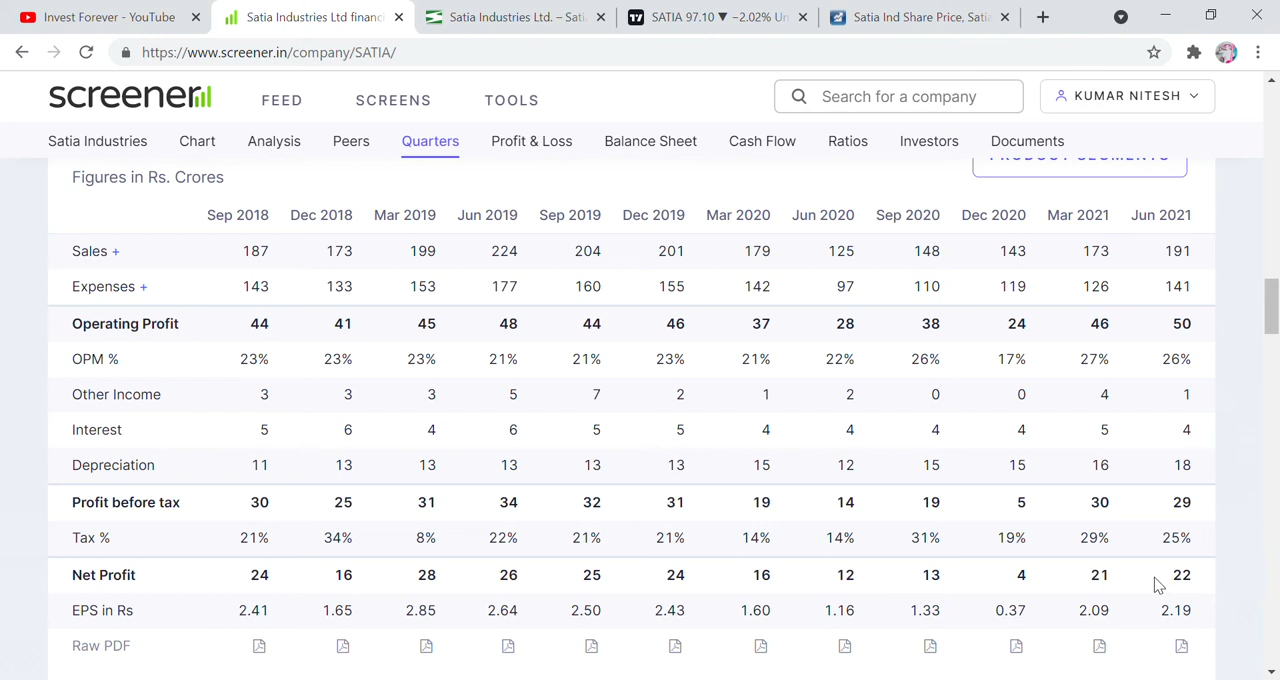 Invest Forever - YouTube
Satia Industries Ltd financi
Satia Industries Ltd. – Satia
SATIA 97.10 ▼ −2.02% Un
Satia Ind Share Price, Satia
https://www.screener.in/company/SATIA/
screener
FEED SCREENS TOOLS
Search for a company
KUMAR NITESH
Satia Industries Chart Analysis Peers Quarters Profit & Loss Balance Sheet Cash Flow Ratios Investors Documents
PRODUCT SEGMENTS
Figures in Rs. Crores
Sep 2018 Dec 2018 Mar 2019 Jun 2019 Sep 2019 Dec 2019 Mar 2020 Jun 2020 Sep 2020 Dec 2020 Mar 2021 Jun 2021
Sales + 187 173 199 224 204 201 179 125 148 143 173 191
Expenses + 143 133 153 177 160 155 142 97 110 119 126 141
Operating Profit 44 41 45 48 44 46 37 28 38 24 46 50
OPM % 23% 23% 23% 21% 21% 23% 21% 22% 26% 17% 27% 26%
Other Income 3 3 3 5 7 2 1 2 0 0 4 1
Interest 5 6 4 6 5 5 4 4 4 4 5 4
Depreciation 11 13 13 13 13 13 15 12 15 15 16 18
Profit before tax 30 25 31 34 32 31 19 14 19 5 30 29
Tax % 21% 34% 8% 22% 21% 21% 14% 14% 31% 19% 29% 25%
Net Profit 24 16 28 26 25 24 16 12 13 4 21 22
EPS in Rs 2.41 1.65 2.85 2.64 2.50 2.43 1.60 1.16 1.33 0.37 2.09 2.19
Raw PDF